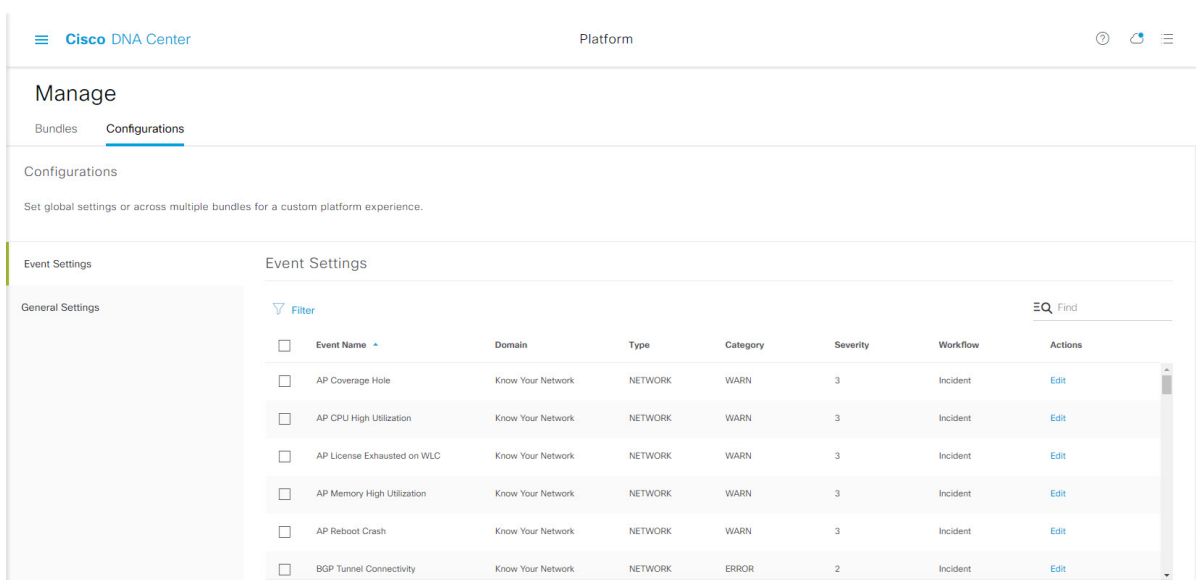 Cisco DNA Center
Platform
Manage
Bundles
Configurations
Configurations
Set global settings or across multiple bundles for a custom platform experience.
Event Settings
General Settings
Event Settings
Filter
Find
Event Name Domain Type Category Severity Workflow Actions
AP Coverage Hole Know Your Network NETWORK WARN 3 Incident Edit
AP CPU High Utilization Know Your Network NETWORK WARN 3 Incident Edit
AP License Exhausted on WLC Know Your Network NETWORK WARN 3 Incident Edit
AP Memory High Utilization Know Your Network NETWORK WARN 3 Incident Edit
AP Reboot Crash Know Your Network NETWORK WARN 3 Incident Edit
BGP Tunnel Connectivity Know Your Network NETWORK ERROR 2 Incident Edit